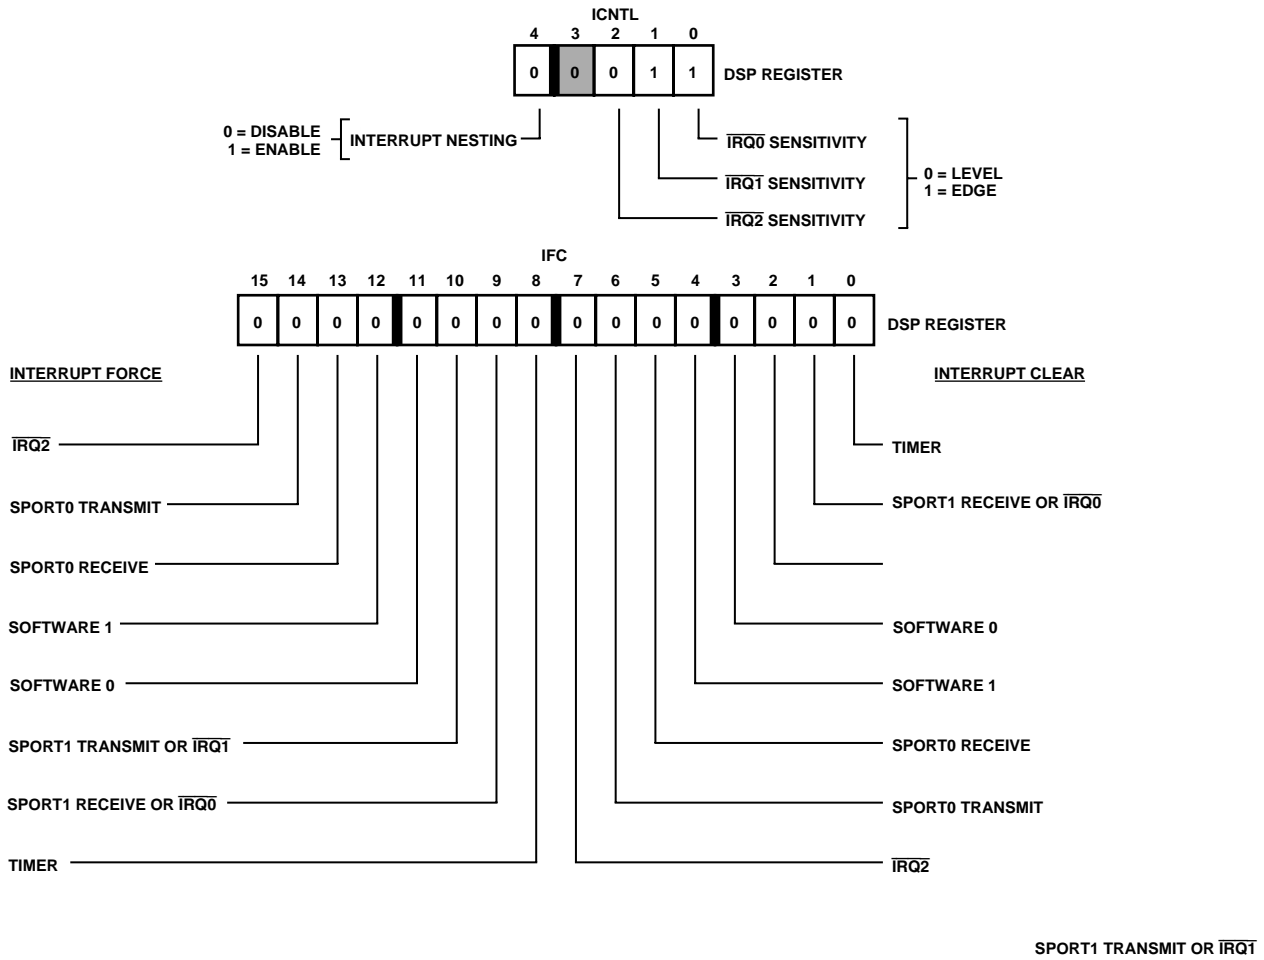 ICNTL
4 3 2 1 0
0 0 0 1 1 DSP REGISTER
0 = DISABLE
1 = ENABLE
INTERRUPT NESTING
IRQ0 SENSITIVITY
IRQ1 SENSITIVITY
IRQ2 SENSITIVITY
0 = LEVEL
1 = EDGE
IFC
15 14 13 12 11 10 9 8 7 6 5 4 3 2 1 0
0 0 0 0 0 0 0 0 0 0 0 0 0 0 0 0 DSP REGISTER
INTERRUPT FORCE
IRQ2
SPORT0 TRANSMIT
SPORT0 RECEIVE
SOFTWARE 1
SOFTWARE 0
SPORT1 TRANSMIT OR IRQ1
SPORT1 RECEIVE OR IRQ0
TIMER
INTERRUPT CLEAR
TIMER
SPORT1 RECEIVE OR IRQ0
SOFTWARE 0
SOFTWARE 1
SPORT0 RECEIVE
SPORT0 TRANSMIT
IRQ2
SPORT1 TRANSMIT OR IRQ1